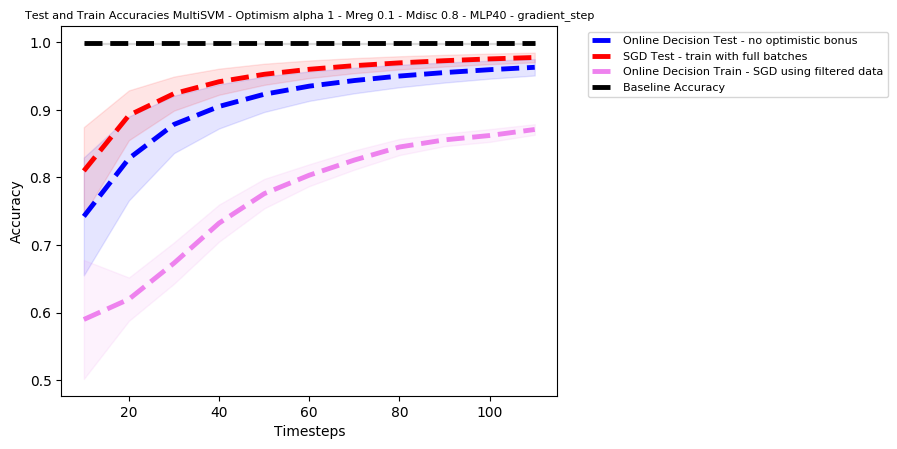 Test and Train Accuracies MultiSVM - Optimism alpha 1 - Mreg 0.1 - Mdisc 0.8 - MLP40 - gradient_step
Online Decision Test - no optimistic bonus
SGD Test - train with full batches
Online Decision Train - SGD using filtered data
Baseline Accuracy
1.0
0.9
0.8
0.7
0.6
0.5
Accuracy
20
40
60
80
100
Timesteps